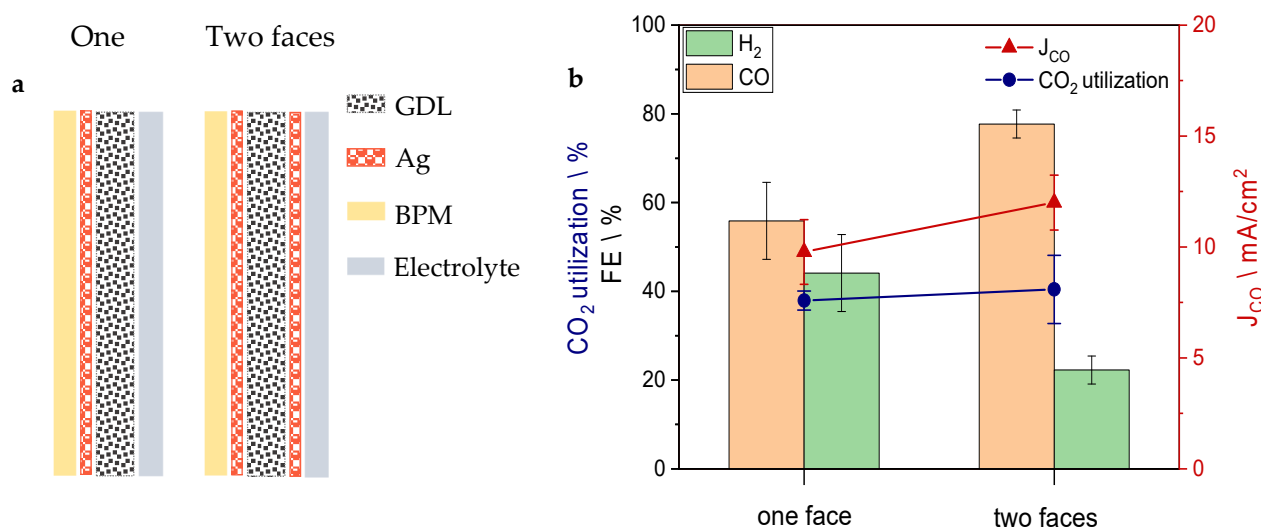 One Two faces
a
GDL
Ag
BPM
Electrolyte
b
H2
CO
JCO
CO2 utilization
CO2 utilization \ %
FE \ %
100
80
60
40
20
0
20
15
10
5
0
JCO \ mA/cm2
one face two faces